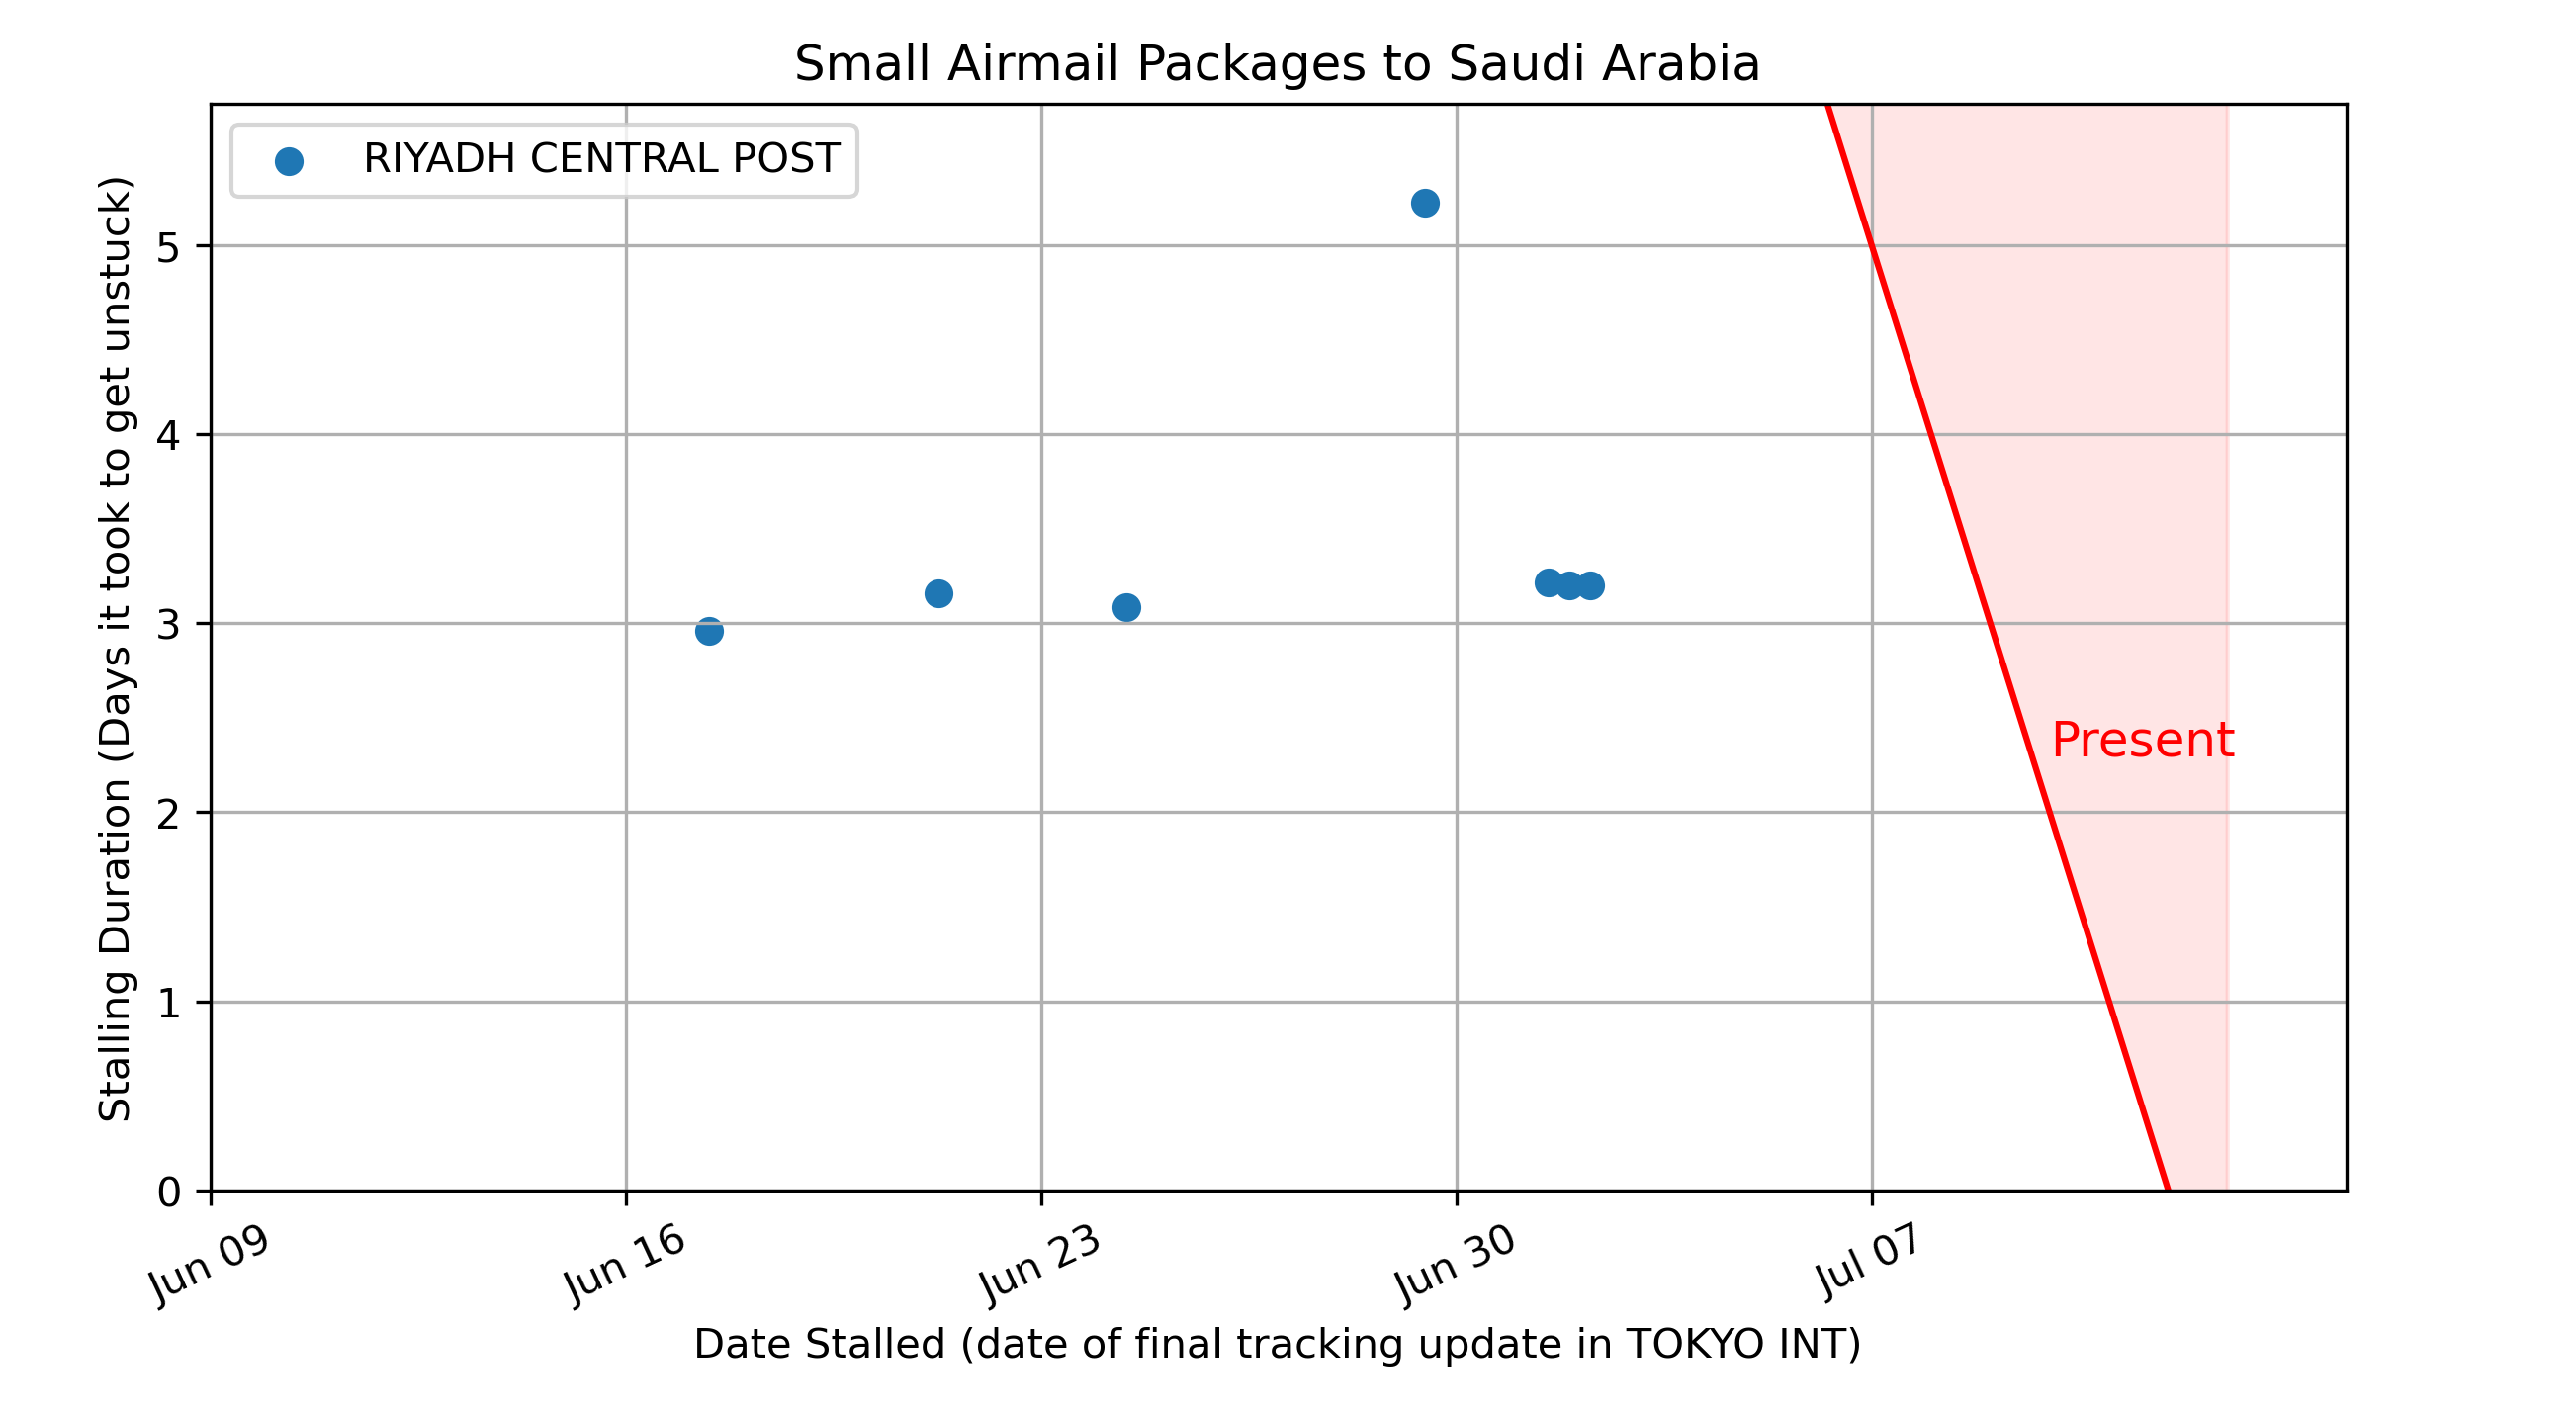 Small Airmail Packages to Saudi Arabia
RIYADH CENTRAL POST
Stalling Duration (Days it took to get unstuck)
5
4
3
2
1
0
Present
Jun 09
Jun 16
Jun 23
Jun 30
Jul 07
Date Stalled (date of final tracking update in TOKYO INT)